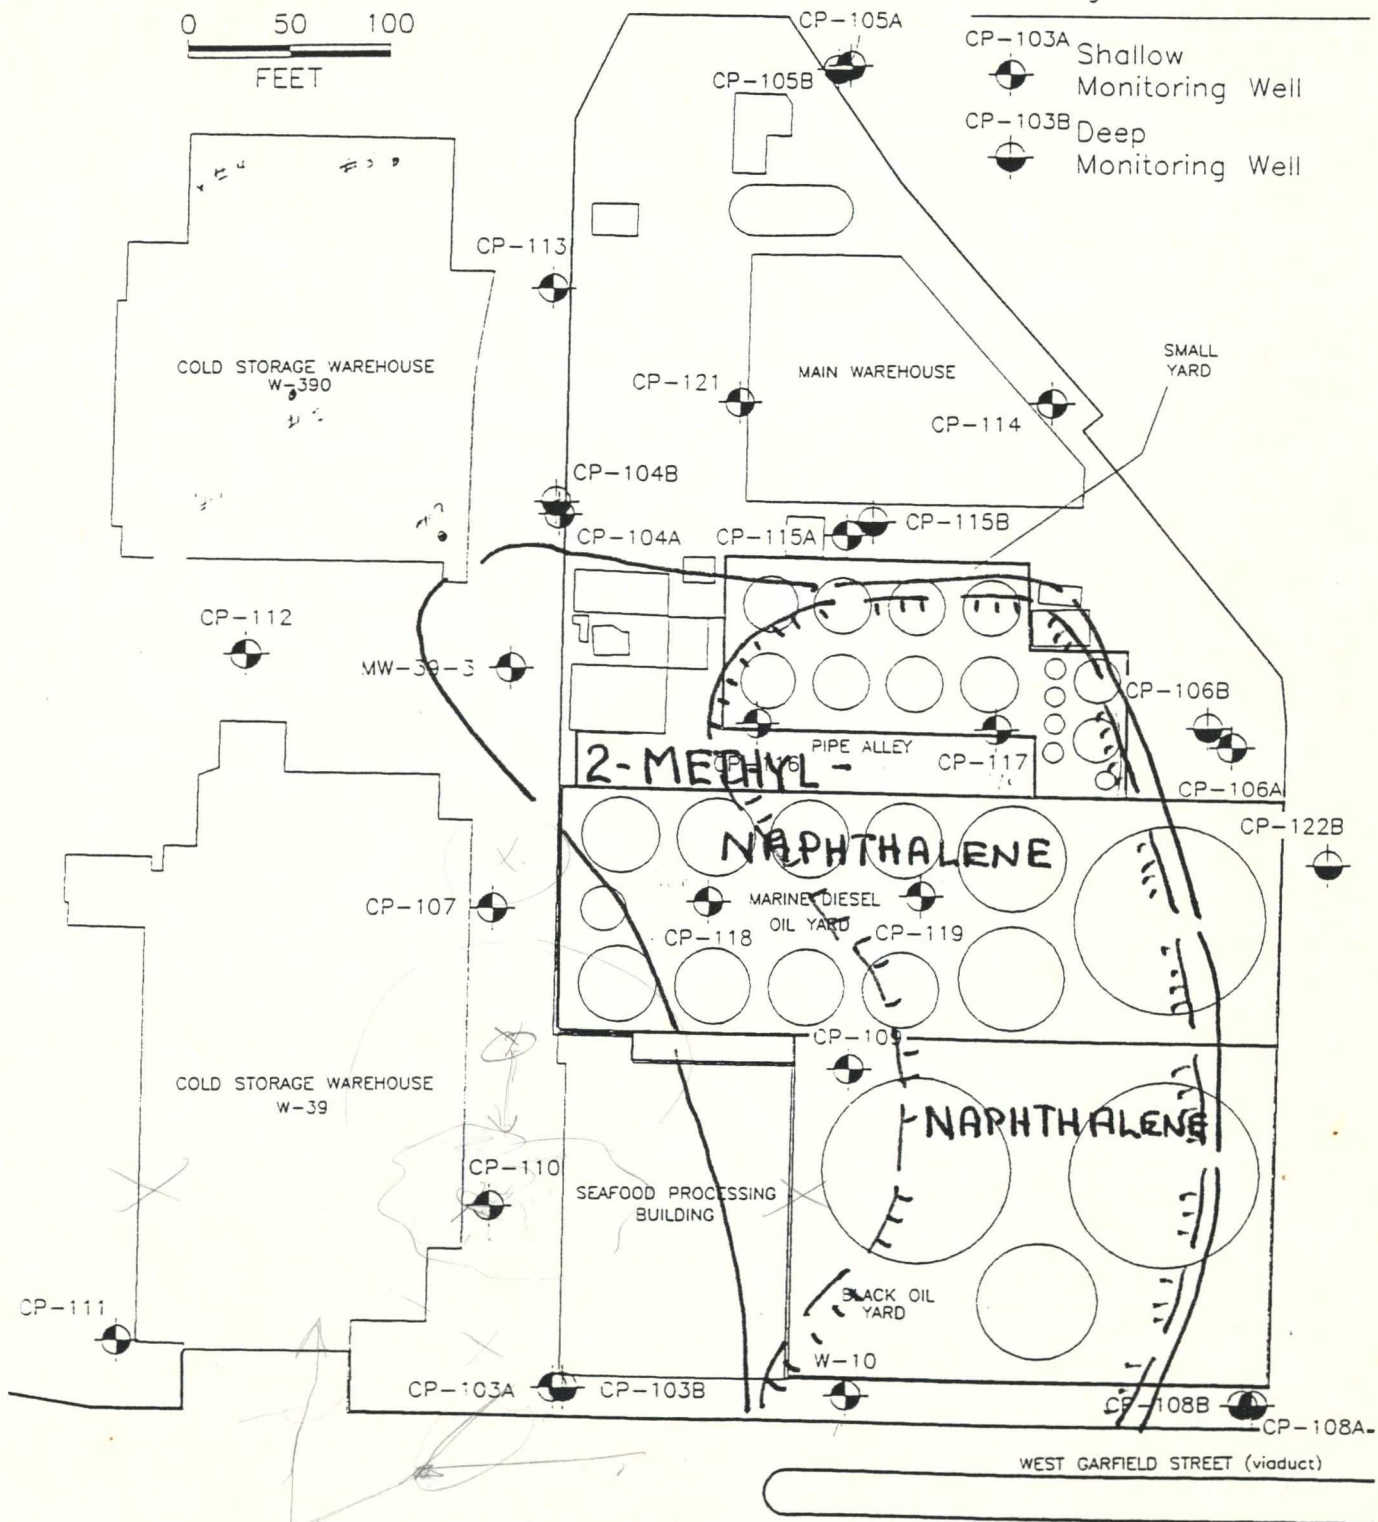 0 50 100
FEET
CP-105A
CP-105B
CP-103A Shallow
Monitoring Well
CP-103B Deep
Monitoring Well
CP-113
COLD STORAGE WAREHOUSE
W-390
CP-121
MAIN WAREHOUSE
CP-114
SMALL
YARD
CP-104B
CP-104A
CP-115A
CP-115B
CP-112
MW-39-3
CP-106B
PIPE ALLEY
CP-116
CP-117
2-METHYL-
NAPHTHALENE
CP-106A
CP-122B
CP-107
MARINE DIESEL
OIL YARD
CP-118
CP-119
CP-109
COLD STORAGE WAREHOUSE
W-39
NAPHTHALENE
CP-110
SEAFOOD PROCESSING
BUILDING
CP-111
BLACK OIL
YARD
W-10
CP-103A
CP-103B
CP-108B
CP-108A
WEST GARFIELD STREET (viaduct)